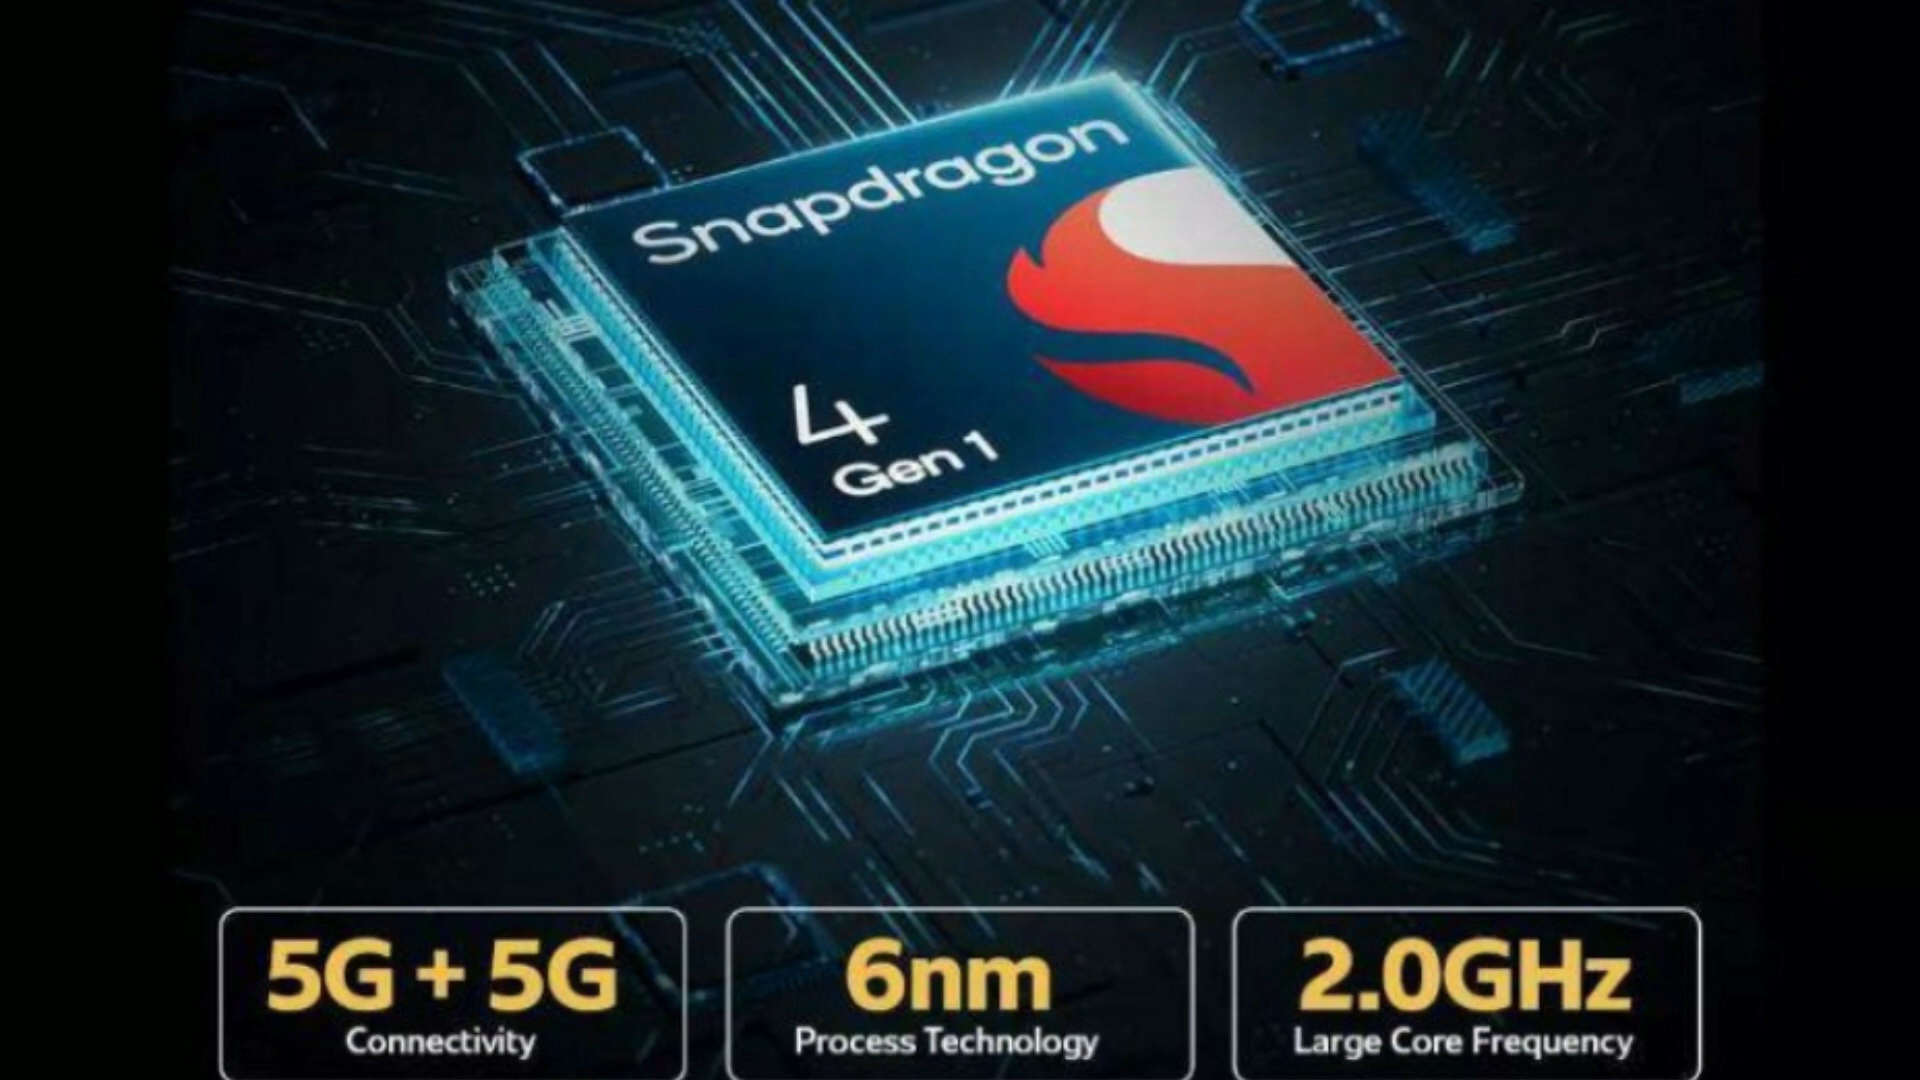 Snapdragon
4
Gen 1
5G + 5G
Connectivity
6nm
Process Technology
2.0GHz
Large Core Frequency